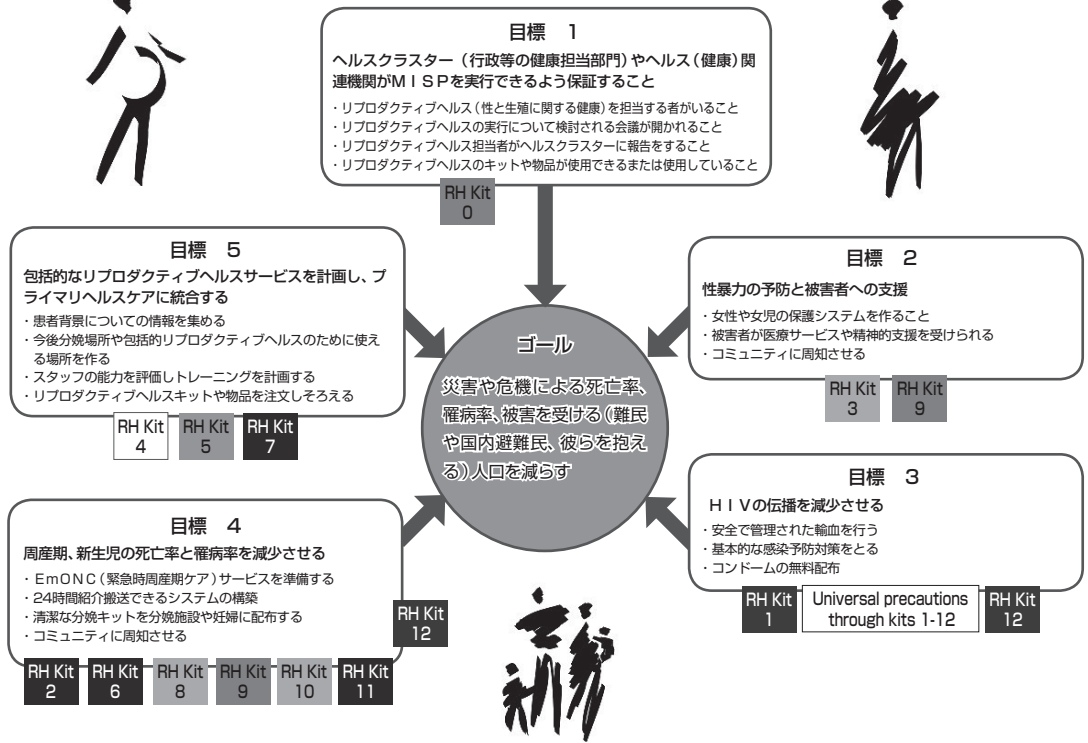 目標　1
ヘルスクラスター（行政等の健康担当部門）やヘルス（健康）関
連機関がＭＩＳＰを実行できるよう保証すること
・リプロダクティブヘルス（性と生殖に関する健康）を担当する者がいること
・リプロダクティブヘルスの実行について検討される会議が開かれること
・リプロダクティブヘルス担当者がヘルスクラスターに報告をすること
・リプロダクティブヘルスのキットや物品が使用できるまたは使用していること
RH Kit
0
目標　5
包括的なリプロダクティブヘルスサービスを計画し、プ
ライマリヘルスケアに統合する
・患者背景についての情報を集める
・今後分娩場所や包括的リプロダクティブヘルスのために使え
る場所を作る
・スタッフの能力を評価しトレーニングを計画する
・リプロダクティブヘルスキットや物品を注文しそろえる
RH Kit
4
RH Kit
5
RH Kit
7
目標　2
性暴力の予防と被害者への支援
・女性や女児の保護システムを作ること
・被害者が医療サービスや精神的支援を受けられる
・コミュニティに周知させる
RH Kit
3
RH Kit
9
ゴール
災害や危機による死亡率、
罹病率、被害を受ける（難民
や国内避難民、彼らを抱え
る）人口を減らす
目標　4
周産期、新生児の死亡率と罹病率を減少させる
・ＥｍＯＮＣ（緊急時周産期ケア）サービスを準備する
・24時間紹介搬送できるシステムの構築
・清潔な分娩キットを分娩施設や妊婦に配布する
・コミュニティに周知させる
RH Kit
12
RH Kit
2
RH Kit
6
RH Kit
8
RH Kit
9
RH Kit
10
RH Kit
11
目標　3
ＨＩＶの伝播を減少させる
・安全で管理された輸血を行う
・基本的な感染予防対策をとる
・コンドームの無料配布
RH Kit
1
Universal precautions
through kits 1-12
RH Kit
12